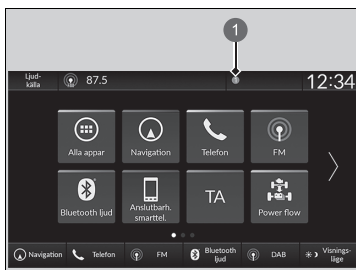 1
Ljud-
källa
87.5
12:34
Alla appar
Navigation
Telefon
FM
Bluetooth ljud
Anslutbarh.
smarttel.
TA
Power flow
Navigation
Telefon
FM
Bluetooth
ljud
DAB
Visnings-
läge